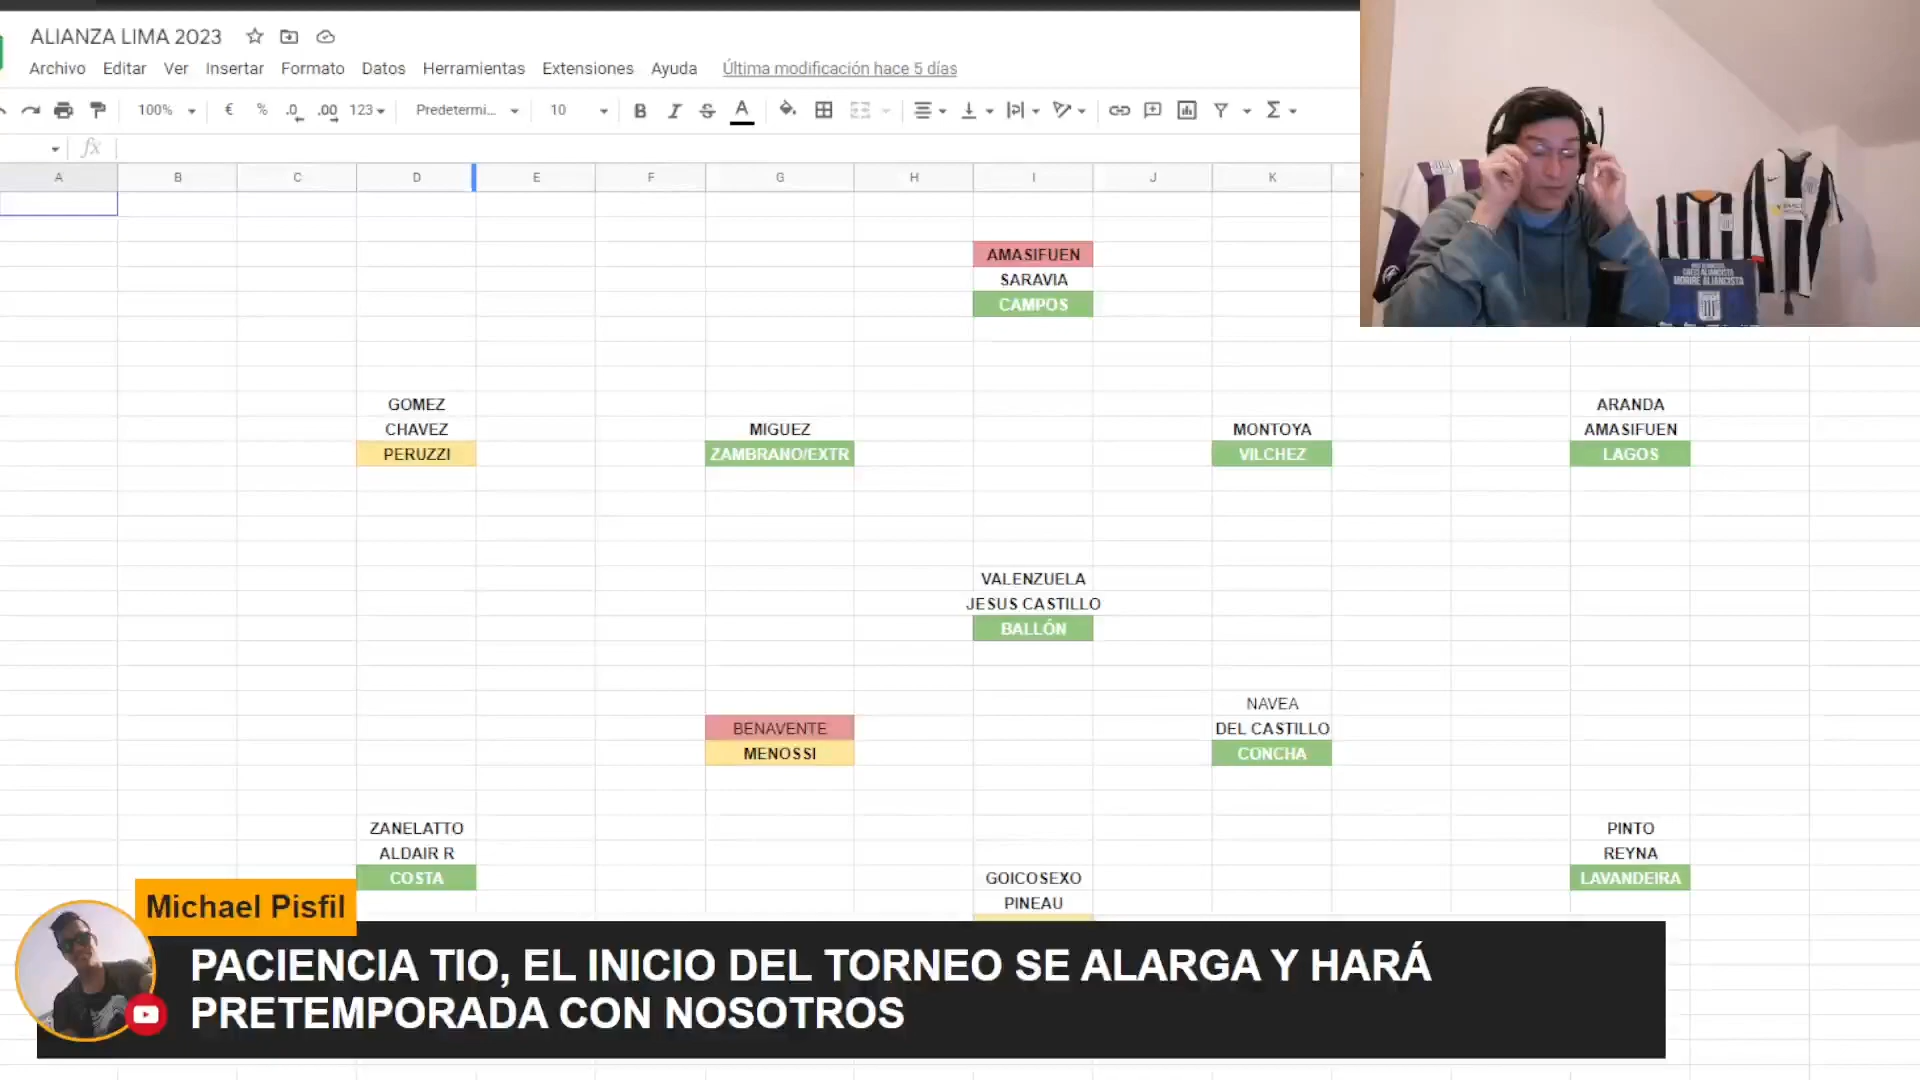 ALIANZA LIMA 2023
Archivo Editar Ver Insertar Formato Datos Herramientas Extensiones Ayuda Última modificación hace 5 días
100% € % .0 .00 123 Predetermi... 10 B I S A
fx
A B C D E F G H I J K
AMASIFUEN
SARAVIA
CAMPOS
GOMEZ ARANDA
CHAVEZ MIGUEZ MONTOYA AMASIFUEN
PERUZZI ZAMBRANO/EXTR VILCHEZ LAGOS
VALENZUELA
JESUS CASTILLO
BALLÓN
NAVEA
BENAVENTE DEL CASTILLO
MENOSSI CONCHA
ZANELATTO PINTO
ALDAIR R REYNA
COSTA GOICOSEXO LAVANDEIRA
PINEAU
Michael Pisfil
PACIENCIA TIO, EL INICIO DEL TORNEO SE ALARGA Y HARÁ
PRETEMPORADA CON NOSOTROS